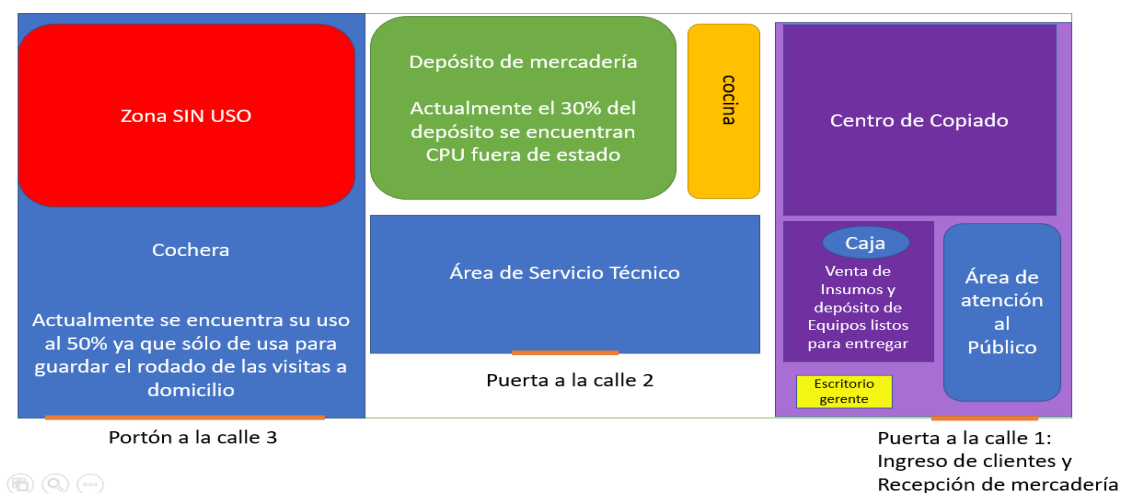 Zona SIN USO
Cochera
Actualmente se encuentra su uso
al 50% ya que sólo de usa para
guardar el rodado de las visitas a
domicilio
Portón a la calle 3
Depósito de mercadería
Actualmente el 30% del
depósito se encuentran
CPU fuera de estado
cocina
Área de Servicio Técnico
Puerta a la calle 2
Centro de Copiado
Caja
Venta de
Insumos y
depósito de
Equipos listos
para entregar
Escritorio
gerente
Área de
atención
al
Público
Puerta a la calle 1:
Ingreso de clientes y
Recepción de mercadería